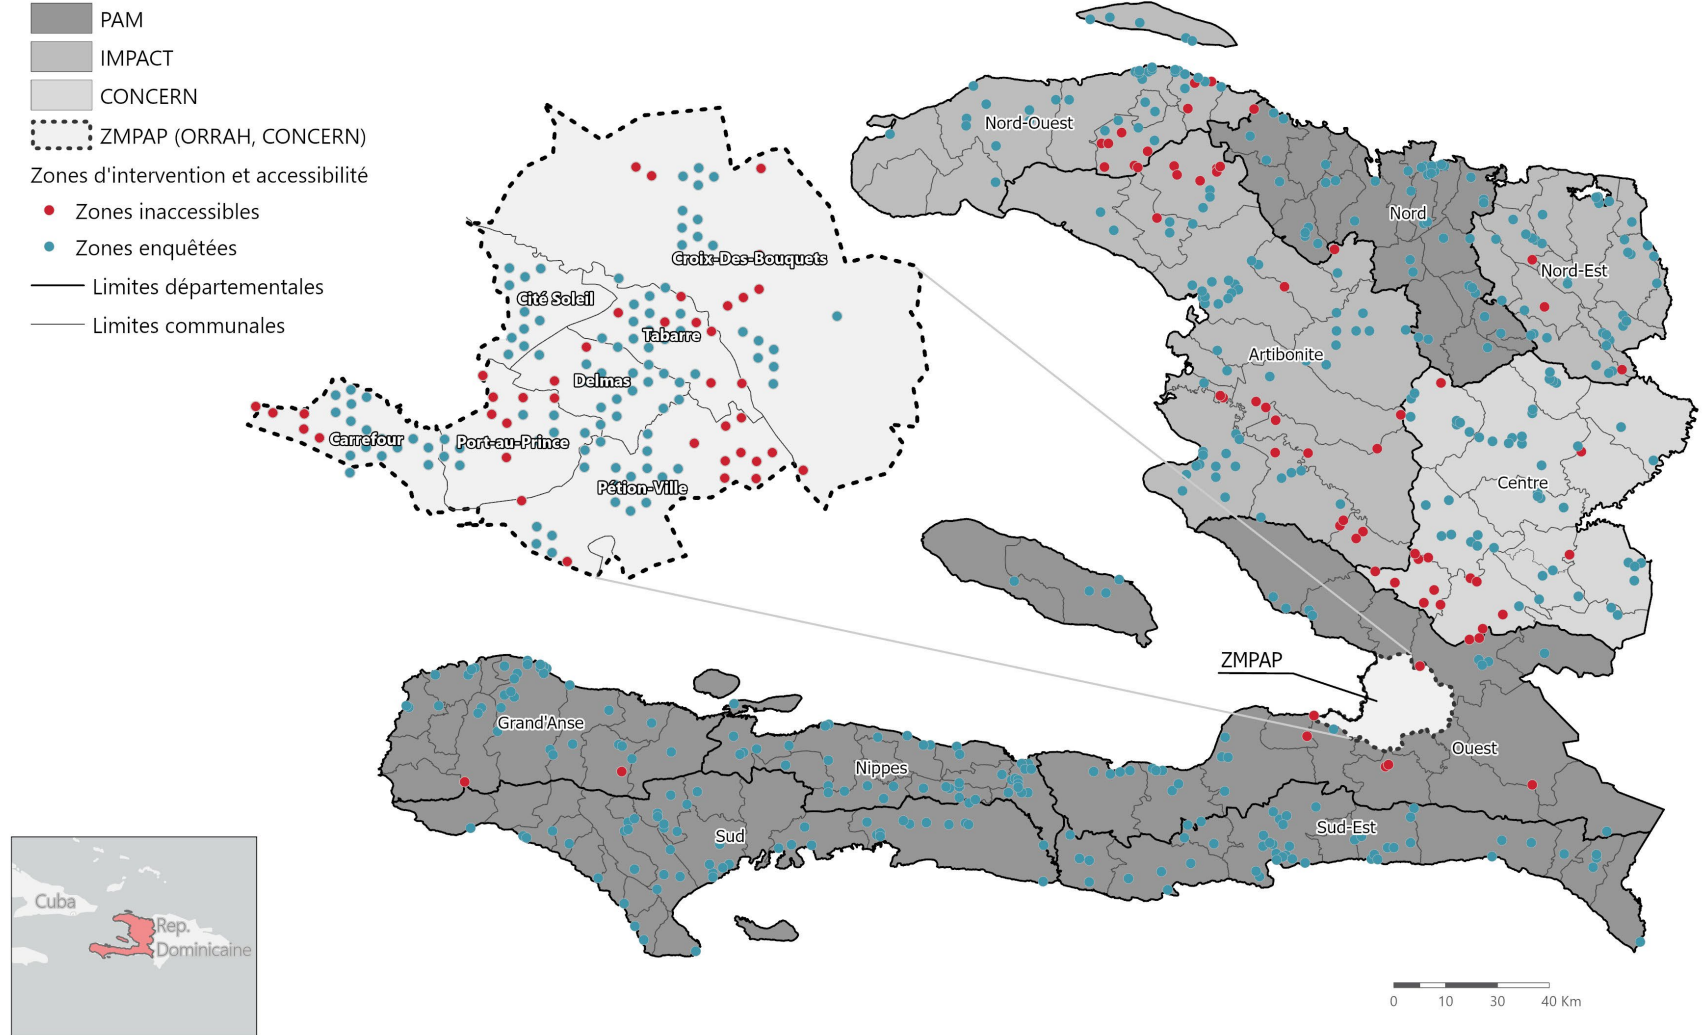 PAM
IMPACT
CONCERN
ZMPAP (ORRAH, CONCERN)
Zones d'intervention et accessibilité
Zones inaccessibles
Zones enquêtées
Limites départementales
Limites communales
Croix-Des-Bouquets
Cité Soleil
Tabarre
Delmas
Carrefour
Port-au-Prince
Pétion-Ville
Nord-Ouest
Nord
Nord-Est
Artibonite
Centre
ZMPAP
Ouest
Grand'Anse
Nippes
Sud
Sud-Est
Cuba
Rep.
Dominicaine
0 10 30 40 Km